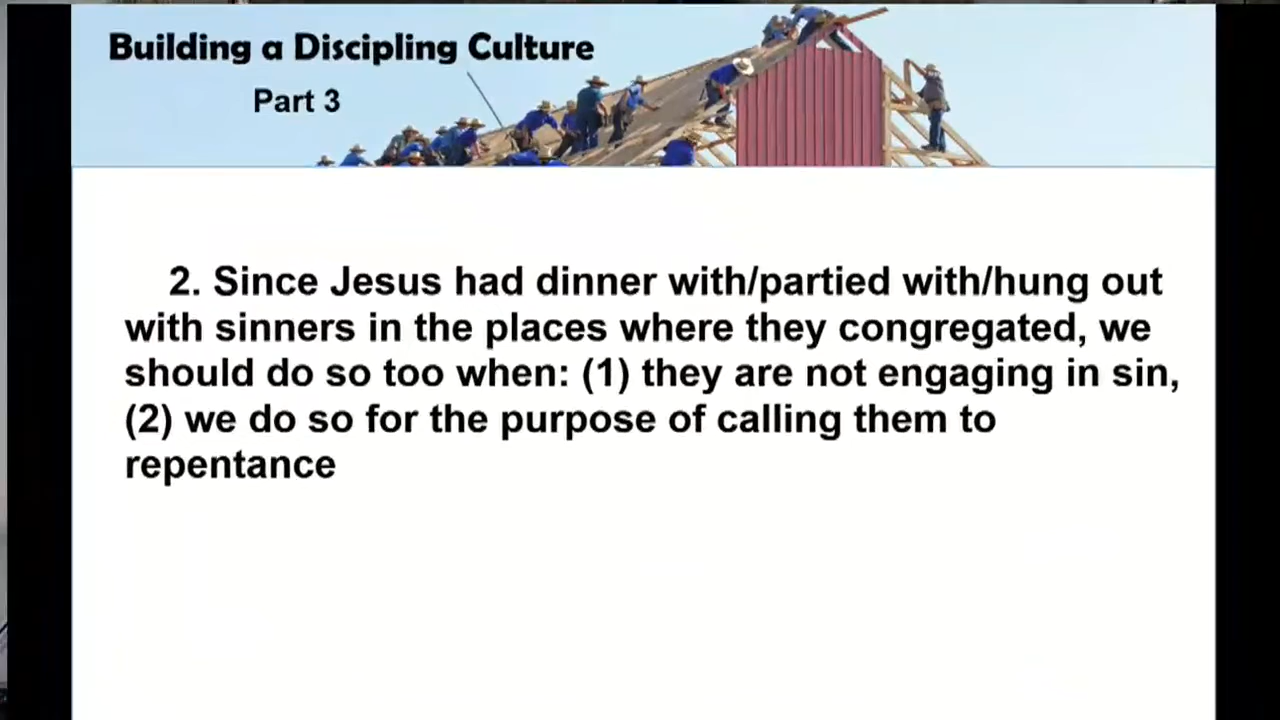 Building a Discipling Culture
Part 3
2. Since Jesus had dinner with/partied with/hung out
with sinners in the places where they congregated, we
should do so too when: (1) they are not engaging in sin,
(2) we do so for the purpose of calling them to
repentance